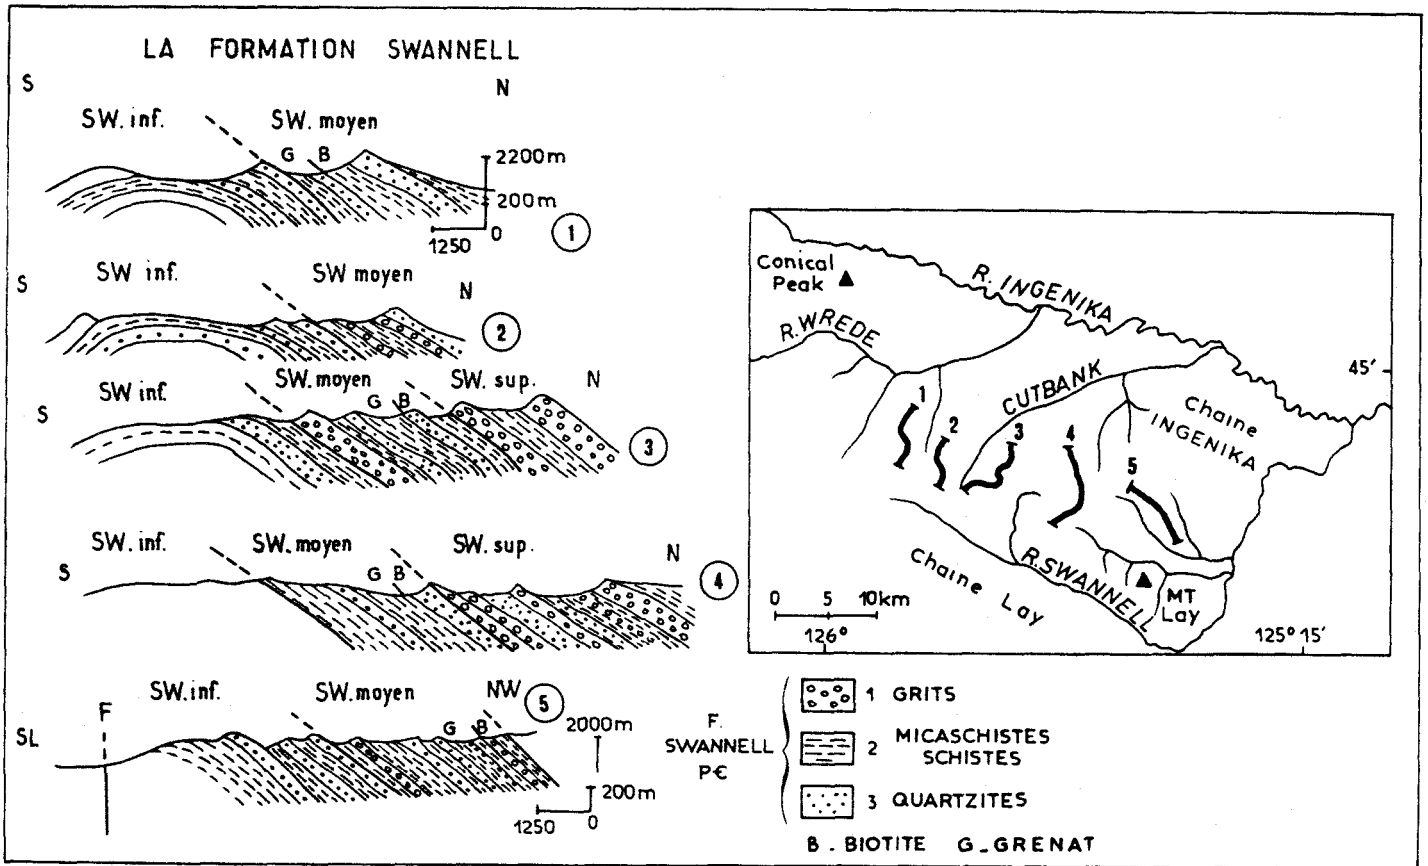 LA FORMATION SWANNELL
S N
SW. inf. SW. moyen
G B
2200m
200m
1250 0
1
S SW inf. SW moyen N
2
S SW inf. SW. moyen SW. sup. N
G B
3
S SW. inf. SW. moyen SW. sup. N
G B
4
SL F SW. inf. SW. moyen NW
G B
5
2000m
200m
1250 0
Conical
Peak
R. INGENIKA
R. WREDE
45'
CUTBANK
Chaine
INGENIKA
1
2
3
4
5
R. SWANNELL
Chaine Lay
MT
Lay
0 5 10km
126° 125° 15'
F.
SWANNELL
P€
1 GRITS
2 MICASCHISTES
SCHISTES
3 QUARTZITES
B. BIOTITE G_GRENAT